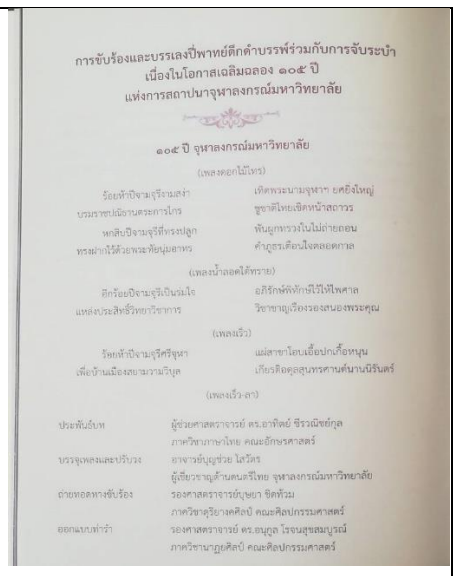 การขับร้องและบรรเลงปี่พาทย์ดึกดำบรรพ์ร่วมกับการจับระบำ
เนื่องในโอกาสเฉลิมฉลอง ๑๐๕ ปี
แห่งการสถาปนาจุฬาลงกรณ์มหาวิทยาลัย
๑๐๕ ปี จุฬาลงกรณ์มหาวิทยาลัย
(เพลงดอกไม้ไทร)
ร้อยห้าปีจามจุรีงามสง่า เทิดพระนามจุฬาฯ ยศยิ่งใหญ่
บรมราชปณิธานตระการไกร ชูชาติไทยเชิดหน้าสถาวร
หกสิบปีจามจุรีที่ทรงปลูก พันผูกทรวงในไม่ถ่ายถอน
ทรงฝากไว้ด้วยพระทัยนุ่มอาทร คำภูธรเตือนใจตลอดกาล
(เพลงน้ำลอดใต้ทราย)
อีกร้อยปีจามจุรีเป็นร่มใจ อภิรักษ์พิทักษ์ไว้ให้ไพศาล
แหล่งประสิทธิ์วิทยาวิชาการ วิชาชาญเรืองรองสนองพระคุณ
(เพลงเร็ว)
ร้อยห้าปีจามจุรีศรีจุฬา แผ่สาขาโอบเอื้อปกเกื้อหนุน
เพื่อบ้านเมืองสยามวามวิบุล เกียรติอดุลสุนทรศานต์นานนิรันดร์
(เพลงเร็ว-ลา)
ประพันธ์บท ผู้ช่วยศาสตราจารย์ ดร.อาทิตย์ ชีรวณิชย์กุล
ภาควิชาภาษาไทย คณะอักษรศาสตร์
บรรจุเพลงและปรับวง อาจารย์บุญช่วย โสวัตร
ผู้เชี่ยวชาญด้านดนตรีไทย จุฬาลงกรณ์มหาวิทยาลัย
ถ่ายทอดทางขับร้อง รองศาสตราจารย์บุษยา ชิตท้วม
ภาควิชาดุริยางคศิลป์ คณะศิลปกรรมศาสตร์
ออกแบบท่ารำ รองศาสตราจารย์ ดร.อนุกูล โรจนสุขสมบูรณ์
ภาควิชานาฏยศิลป์ คณะศิลปกรรมศาสตร์